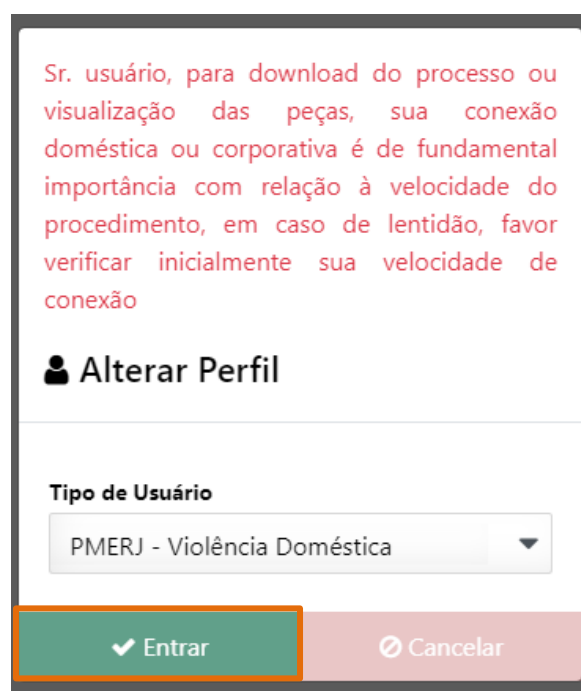 Sr. usuário, para download do processo ou
visualização das peças, sua conexão
doméstica ou corporativa é de fundamental
importância com relação à velocidade do
procedimento, em caso de lentidão, favor
verificar inicialmente sua velocidade de
conexão
Alterar Perfil
Tipo de Usuário
PMERJ - Violência Doméstica
Entrar
Cancelar